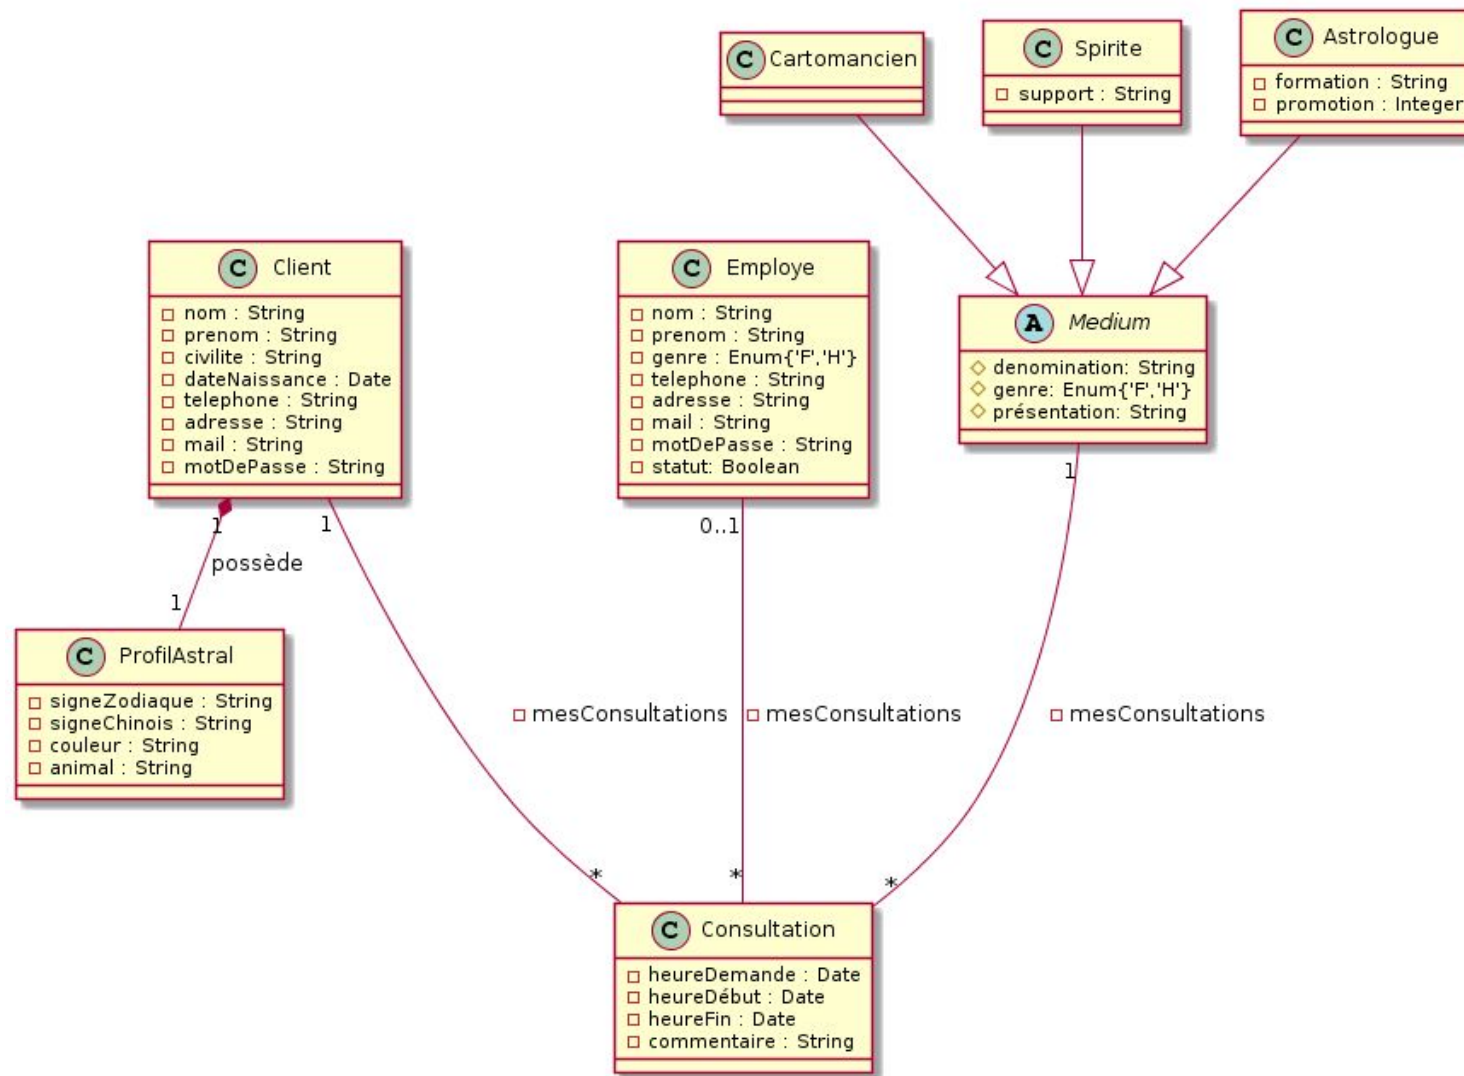 C Cartomancien
C Spirite
support : String
C Astrologue
formation : String
promotion : Integer
C Client
nom : String
prenom : String
civilite : String
dateNaissance : Date
telephone : String
adresse : String
mail : String
motDePasse : String
C Employe
nom : String
prenom : String
genre : Enum{'F','H'}
telephone : String
adresse : String
mail : String
motDePasse : String
statut: Boolean
A Medium
denomination: String
genre: Enum{'F','H'}
présentation: String
1
1
0..1
1
possède
1
C ProfilAstral
signeZodiaque : String
signeChinois : String
couleur : String
animal : String
mesConsultations
mesConsultations
mesConsultations
*
*
*
C Consultation
heureDemande : Date
heureDébut : Date
heureFin : Date
commentaire : String